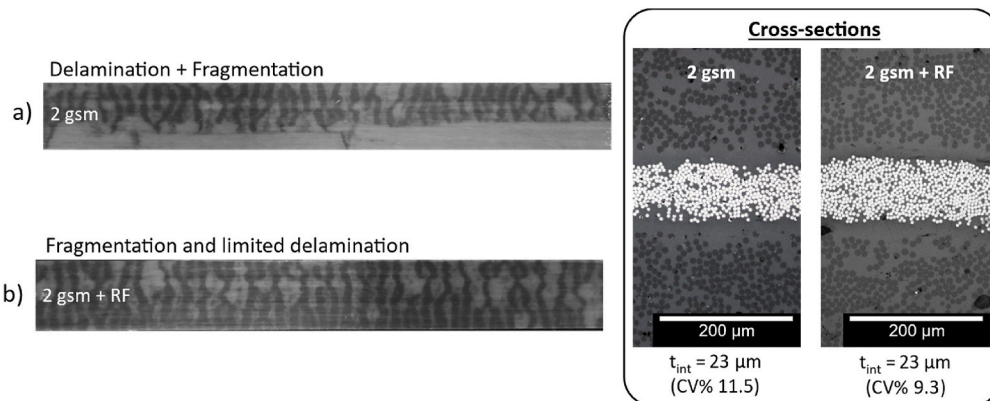 Delamination + Fragmentation
a)
2 gsm
Fragmentation and limited delamination
b)
2 gsm + RF
Cross-sections
2 gsm
2 gsm + RF
200 µm
200 µm
t_int = 23 µm
(CV% 11.5)
t_int = 23 µm
(CV% 9.3)